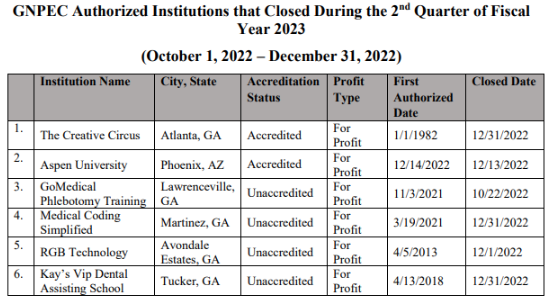 GNPEC Authorized Institutions that Closed During the 2nd Quarter of Fiscal
Year 2023
(October 1, 2022 – December 31, 2022)
Institution Name City, State Accreditation Status Profit Type First Authorized Date Closed Date
1. The Creative Circus Atlanta, GA Accredited For Profit 1/1/1982 12/31/2022
2. Aspen University Phoenix, AZ Accredited For Profit 12/14/2022 12/13/2022
3. GoMedical Phlebotomy Training Lawrenceville, GA Unaccredited For Profit 11/3/2021 10/22/2022
4. Medical Coding Simplified Martinez, GA Unaccredited For Profit 3/19/2021 12/31/2022
5. RGB Technology Avondale Estates, GA Unaccredited For Profit 4/5/2013 12/1/2022
6. Kay's Vip Dental Assisting School Tucker, GA Unaccredited For Profit 4/13/2018 12/31/2022